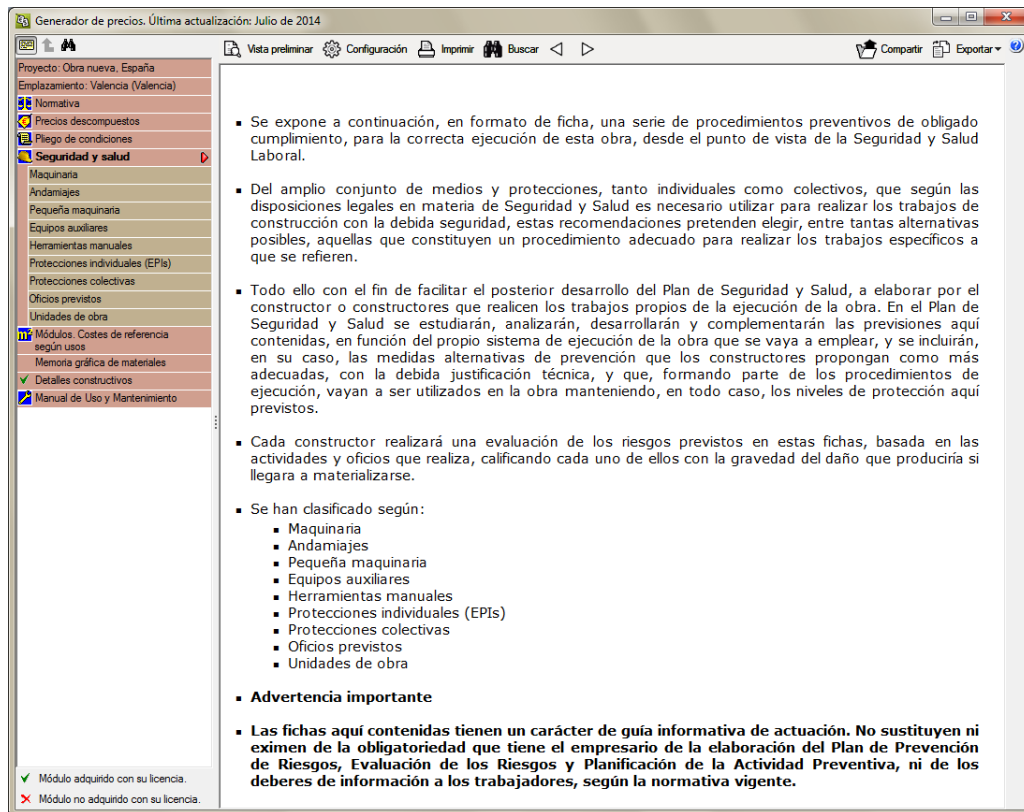 Generador de precios. Última actualización: Julio de 2014
Vista preliminar Configuración Imprimir Buscar Compartir Exportar
Proyecto: Obra nueva, España
Emplazamiento: Valencia (Valencia)
Normativa
Precios descompuestos
Pliego de condiciones
Seguridad y salud
Maquinaria
Andamiajes
Pequeña maquinaria
Equipos auxiliares
Herramientas manuales
Protecciones individuales (EPIs)
Protecciones colectivas
Oficios previstos
Unidades de obra
Módulos. Costes de referencia
según usos
Memoria gráfica de materiales
Detalles constructivos
Manual de Uso y Mantenimiento
Módulo adquirido con su licencia.
Módulo no adquirido con su licencia.
▪ Se expone a continuación, en formato de ficha, una serie de procedimientos preventivos de obligado
cumplimiento, para la correcta ejecución de esta obra, desde el punto de vista de la Seguridad y Salud
Laboral.
▪ Del amplio conjunto de medios y protecciones, tanto individuales como colectivos, que según las
disposiciones legales en materia de Seguridad y Salud es necesario utilizar para realizar los trabajos de
construcción con la debida seguridad, estas recomendaciones pretenden elegir, entre tantas alternativas
posibles, aquellas que constituyen un procedimiento adecuado para realizar los trabajos específicos a
que se refieren.
▪ Todo ello con el fin de facilitar el posterior desarrollo del Plan de Seguridad y Salud, a elaborar por el
constructor o constructores que realicen los trabajos propios de la ejecución de la obra. En el Plan de
Seguridad y Salud se estudiarán, analizarán, desarrollarán y complementarán las previsiones aquí
contenidas, en función del propio sistema de ejecución de la obra que se vaya a emplear, y se incluirán,
en su caso, las medidas alternativas de prevención que los constructores propongan como más
adecuadas, con la debida justificación técnica, y que, formando parte de los procedimientos de
ejecución, vayan a ser utilizados en la obra manteniendo, en todo caso, los niveles de protección aquí
previstos.
▪ Cada constructor realizará una evaluación de los riesgos previstos en estas fichas, basada en las
actividades y oficios que realiza, calificando cada uno de ellos con la gravedad del daño que produciría si
llegara a materializarse.
▪ Se han clasificado según:
▪ Maquinaria
▪ Andamiajes
▪ Pequeña maquinaria
▪ Equipos auxiliares
▪ Herramientas manuales
▪ Protecciones individuales (EPIs)
▪ Protecciones colectivas
▪ Oficios previstos
▪ Unidades de obra
▪ Advertencia importante
▪ Las fichas aquí contenidas tienen un carácter de guía informativa de actuación. No sustituyen ni
eximen de la obligatoriedad que tiene el empresario de la elaboración del Plan de Prevención
de Riesgos, Evaluación de los Riesgos y Planificación de la Actividad Preventiva, ni de los
deberes de información a los trabajadores, según la normativa vigente.